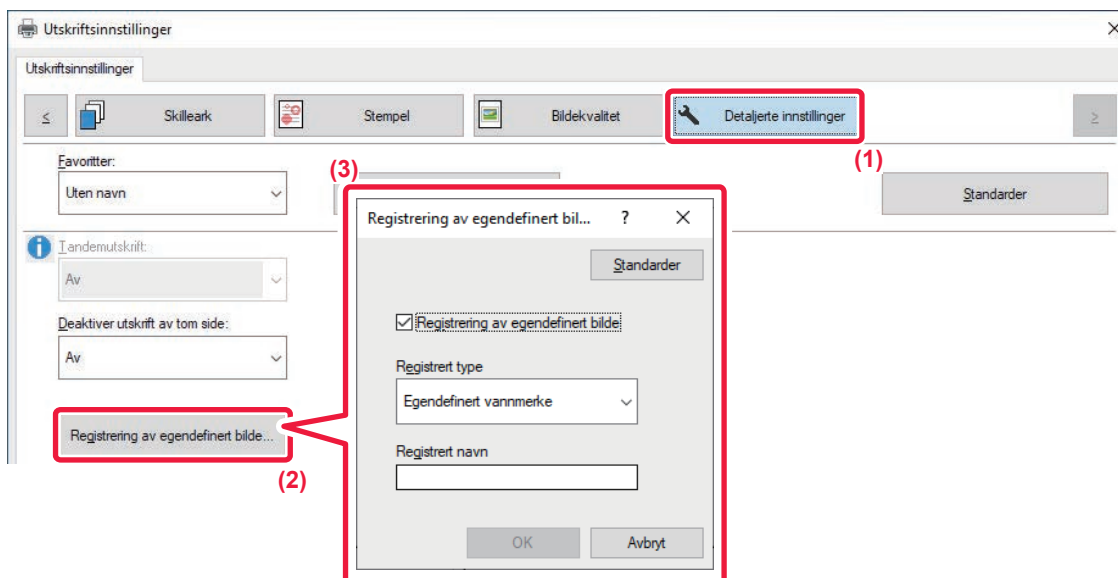 Utskriftsinnstillinger
Utskriftsinnstillinger
< Skilleark Stempel Bildekvalitet Detaljerte innstillinger >
(1)
Favoritter:
(3)
Uten navn
Standarder
Registrering av egendefinert bil... ?
Tandemutskrift:
Standarder
Av
Deaktiver utskrift av tom side:
Registrering av egendefinert bilde
Av
Registrert type
Egendefinert vannmerke
Registrering av egendefinert bilde...
Registrert navn
(2)
OK Avbryt